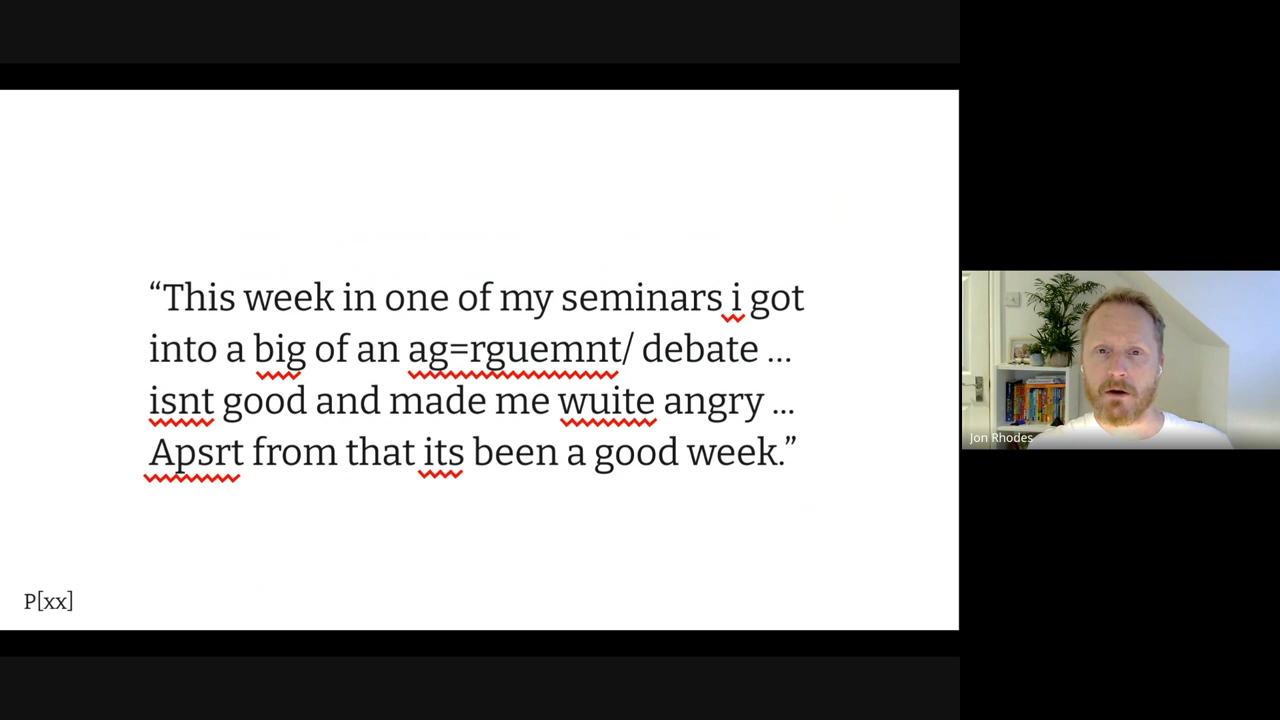 “This week in one of my seminars i got
into a big of an ag=rguemnt/ debate ...
isnt good and made me wuite angry ...
Apsrt from that its been a good week.”
P[xx]
Jon Rhodes